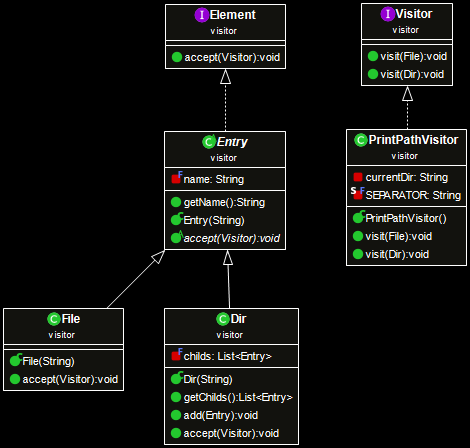 Element
visitor
accept(Visitor):void
Visitor
visitor
visit(File):void
visit(Dir):void
Entry
visitor
name: String
getName():String
Entry(String)
accept(Visitor):void
PrintPathVisitor
visitor
currentDir: String
SEPARATOR: String
PrintPathVisitor()
visit(File):void
visit(Dir):void
File
visitor
File(String)
accept(Visitor):void
Dir
visitor
childs: List<Entry>
Dir(String)
getChilds():List<Entry>
add(Entry):void
accept(Visitor):void